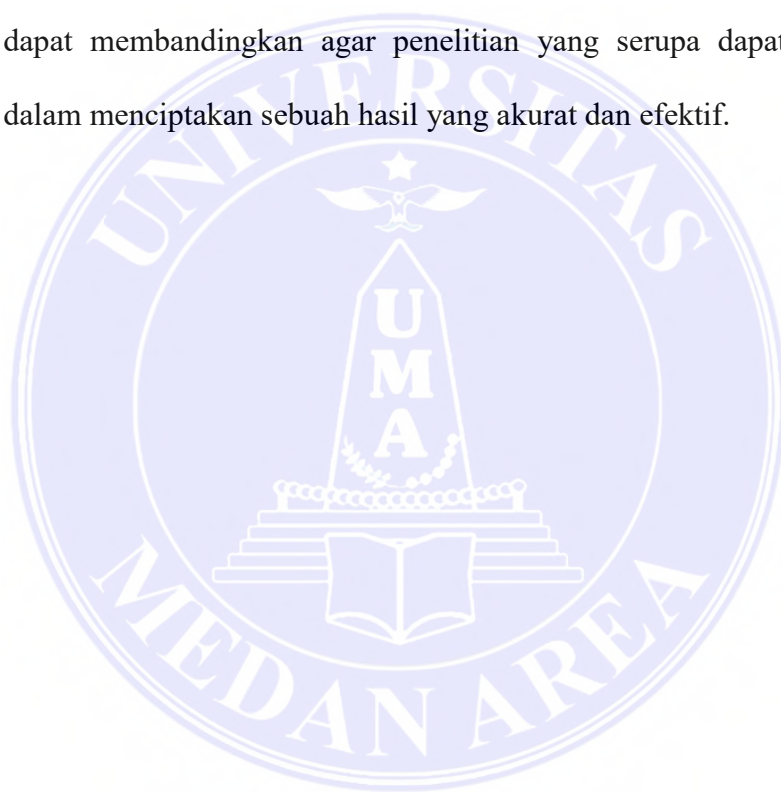 dapat membandingkan agar penelitian yang serupa dapat
dalam menciptakan sebuah hasil yang akurat dan efektif.
UNIVERSITAS
U
M
A
MEDAN AREA